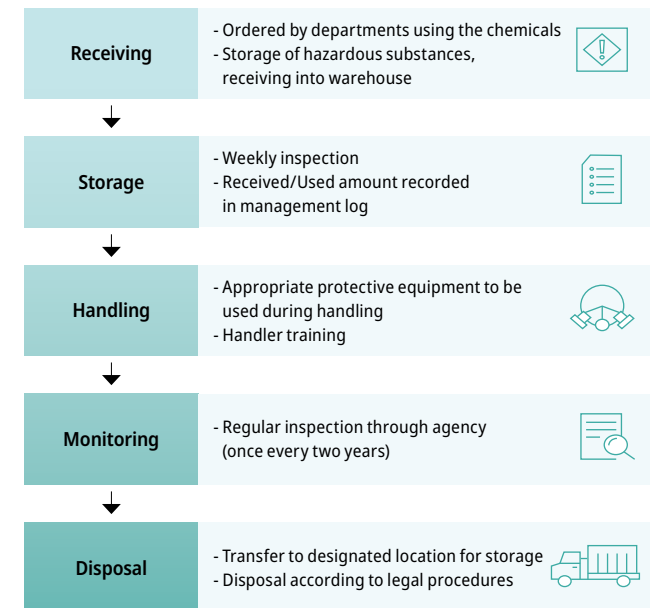 Receiving
- Ordered by departments using the chemicals
- Storage of hazardous substances,
receiving into warehouse
Storage
- Weekly inspection
- Received/Used amount recorded
in management log
Handling
- Appropriate protective equipment to be
used during handling
- Handler training
Monitoring
- Regular inspection through agency
(once every two years)
Disposal
- Transfer to designated location for storage
- Disposal according to legal procedures